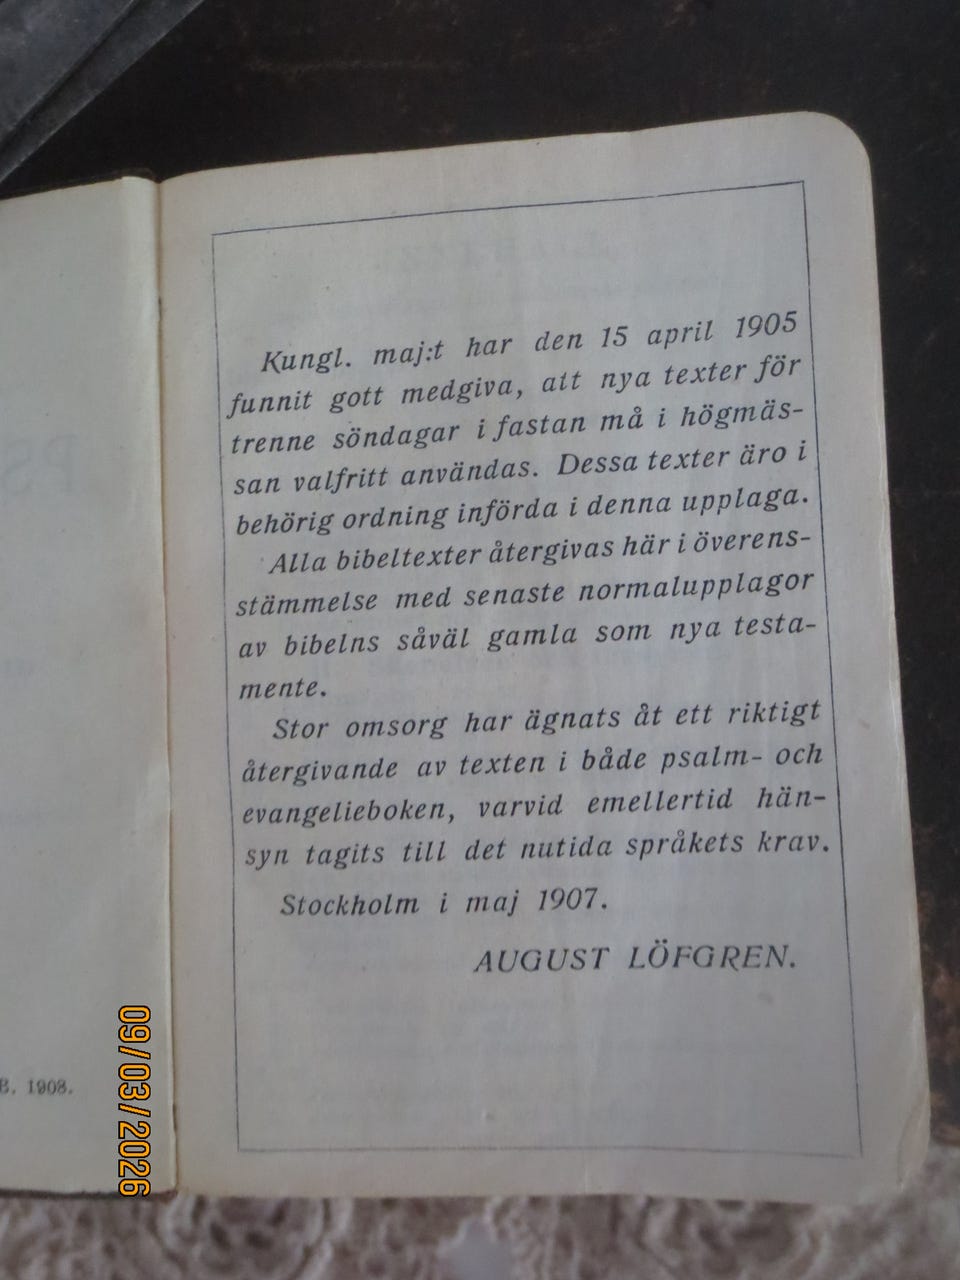 Kungl. maj:t har den 15 april 1905
funnit gott medgiva, att nya texter för
trenne söndagar i fastan må i högmäs-
san valfritt användas. Dessa texter äro i
behörig ordning införda i denna upplaga.
Alla bibeltexter återgivas här i överens-
stämmelse med senaste normalupplagor
av bibelns såväl gamla som nya testa-
mente.
Stor omsorg har ägnats åt ett riktigt
återgivande av texten i både psalm- och
evangelieboken, varvid emellertid hän-
syn tagits till det nutida språkets krav.
Stockholm i maj 1907.
AUGUST LÖFGREN.
B. 1908.
09/03/2026